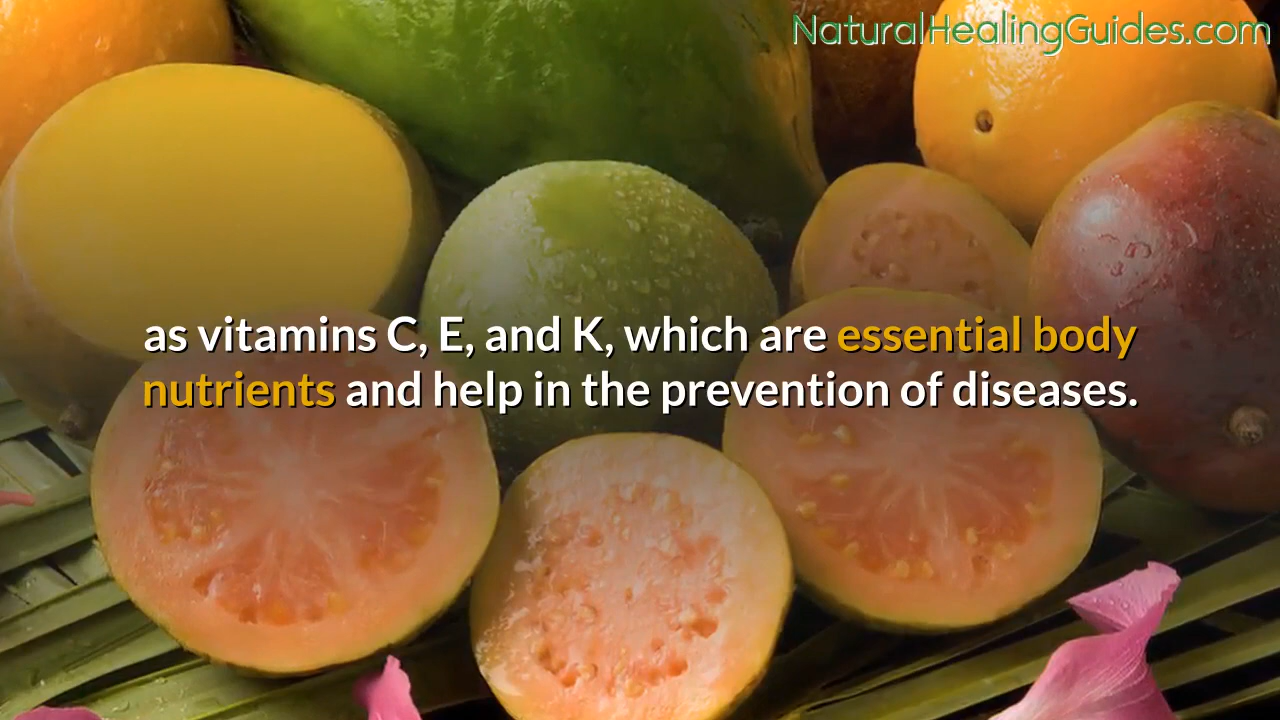 NaturalHealingGuides.com
as vitamins C, E, and K, which are essential body
nutrients and help in the prevention of diseases.